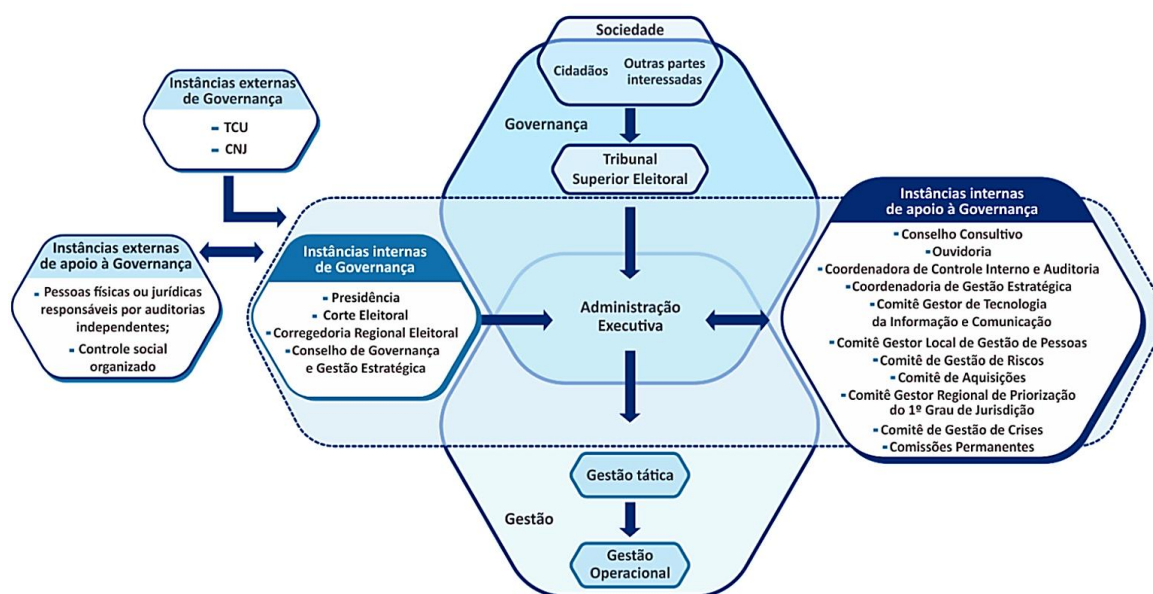 Sociedade
Cidadãos
Outras partes
interessadas
Governança
Tribunal
Superior Eleitoral
Instâncias externas
de Governança
- TCU
- CNJ
Instâncias externas
de apoio à Governança
- Pessoas físicas ou jurídicas
responsáveis por auditorias
independentes;
- Controle social
organizado
Instâncias internas
de Governança
- Presidência
- Corte Eleitoral
- Corregedoria Regional Eleitoral
- Conselho de Governança
e Gestão Estratégica
Administração
Executiva
Instâncias internas
de apoio à Governança
- Conselho Consultivo
- Ouvidoria
- Coordenadora de Controle Interno e Auditoria
- Coordenadoria de Gestão Estratégica
- Comitê Gestor de Tecnologia
da Informação e Comunicação
- Comitê Gestor Local de Gestão de Pessoas
- Comitê de Gestão de Riscos
- Comitê de Aquisições
- Comitê Gestor Regional de Priorização
do 1º Grau de Jurisdição
- Comitê de Gestão de Crises
- Comissões Permanentes
Gestão tática
Gestão
Gestão
Operacional